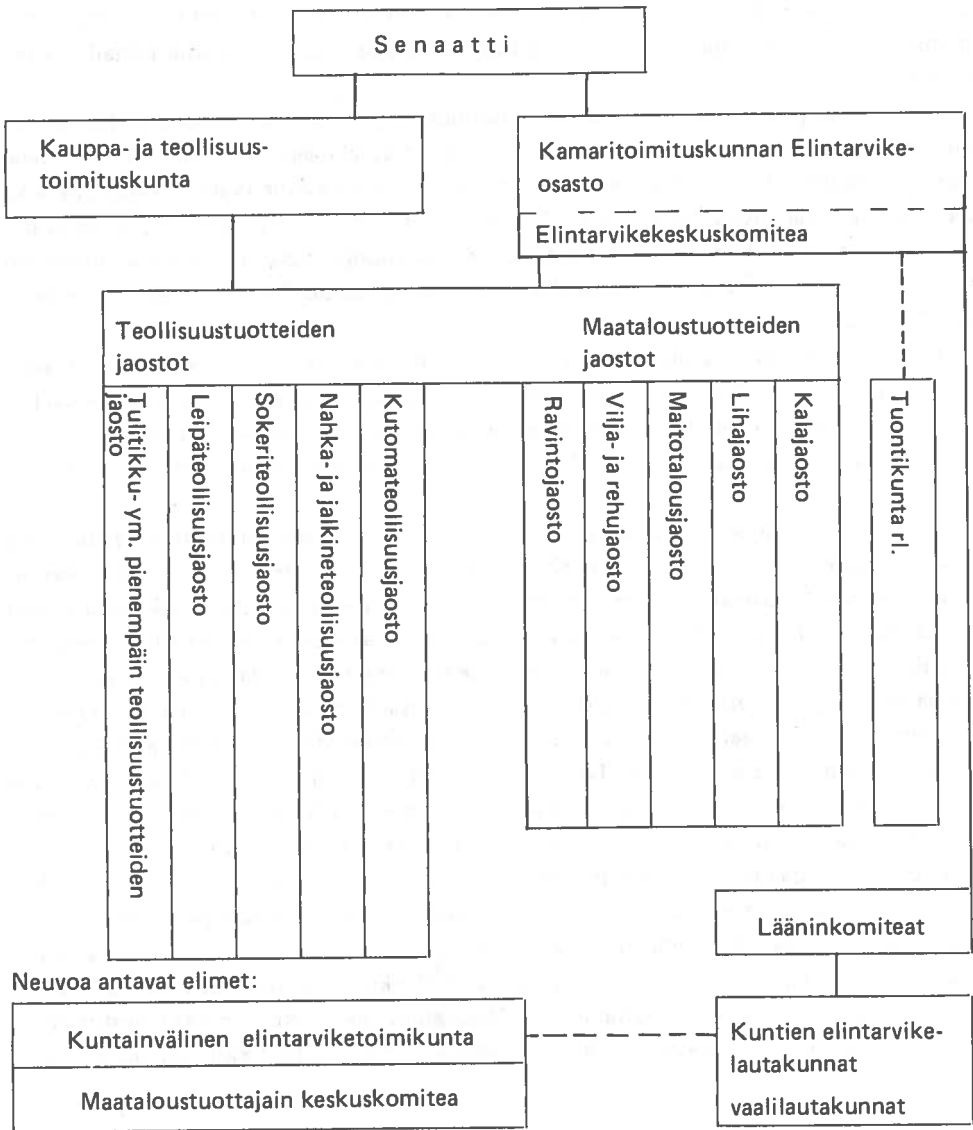 Senaatti
Kauppa- ja teollisuus-
toimituskunta
Kamaritoimituskunnan Elintarvike-
osasto
Elintarvikekeskuskomitea
Teollisuustuotteiden
jaostot
Maataloustuotteiden
jaostot
Tulitikku- ym. pienempäin teollisuustuotteiden
jaosto
Leipäteollisuusjaosto
Sokeriteollisuusjaosto
Nahka- ja jalkineteollisuusjaosto
Kutomateollisuusjaosto
Ravintojaosto
Vilja- ja rehujaosto
Maitotalousjaosto
Lihajaosto
Kalajaosto
Tuontikunta rl.
Lääninkomiteat
Neuvoa antavat elimet:
Kuntainvälinen elintarviketoimikunta
Maataloustuottajain keskuskomitea
Kuntien elintarvike-
lautakunnat
vaalilautakunnat